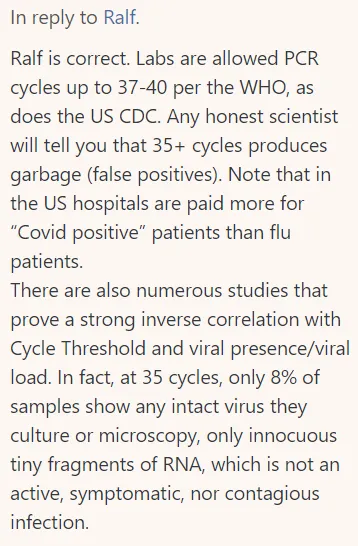 In reply to Ralf.
Ralf is correct. Labs are allowed PCR
cycles up to 37-40 per the WHO, as
does the US CDC. Any honest scientist
will tell you that 35+ cycles produces
garbage (false positives). Note that in
the US hospitals are paid more for
“Covid positive” patients than flu
patients.
There are also numerous studies that
prove a strong inverse correlation with
Cycle Threshold and viral presence/viral
load. In fact, at 35 cycles, only 8% of
samples show any intact virus they
culture or microscopy, only innocuous
tiny fragments of RNA, which is not an
active, symptomatic, nor contagious
infection.